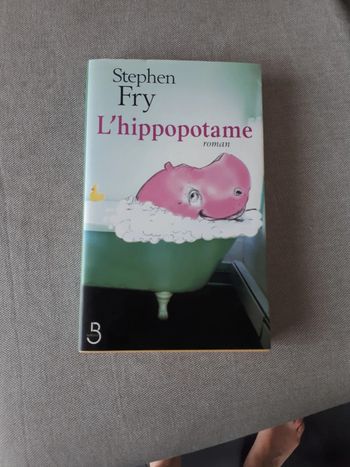 Stephen
Fry
L'hippopotame
roman
B